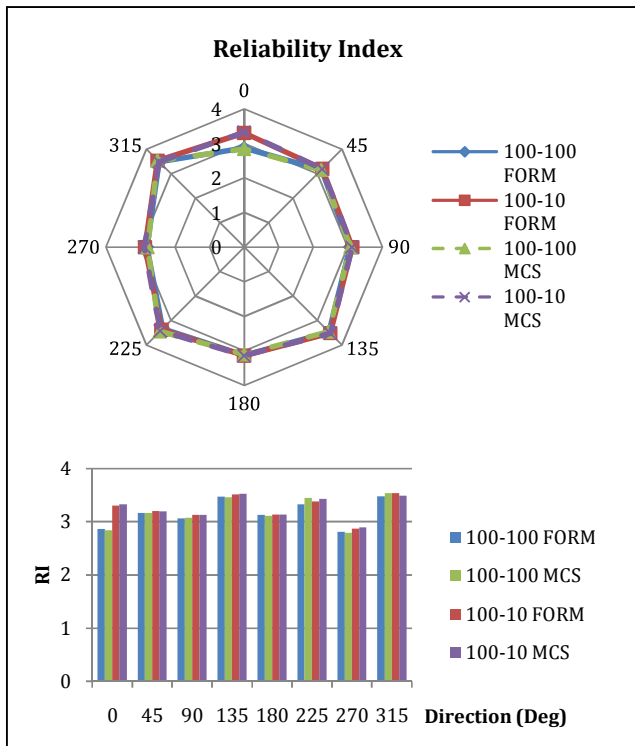 Reliability Index
0
45
90
135
180
225
270
315
4
3
2
1
0
100-100
FORM
100-10
FORM
100-100
MCS
100-10
MCS
RI
4
3
2
1
0
0 45 90 135 180 225 270 315 Direction (Deg)
100-100 FORM
100-100 MCS
100-10 FORM
100-10 MCS